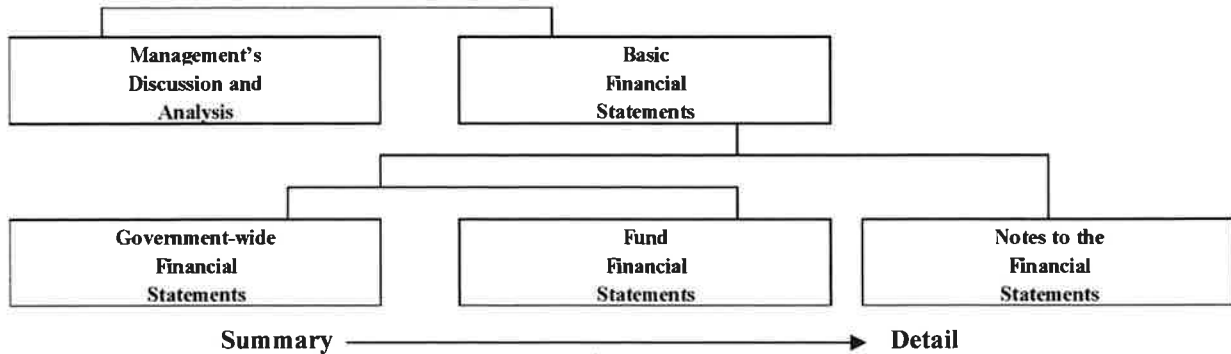 Management's
Discussion and
Analysis
Basic
Financial
Statements
Government-wide
Financial
Statements
Fund
Financial
Statements
Notes to the
Financial
Statements
Summary
Detail